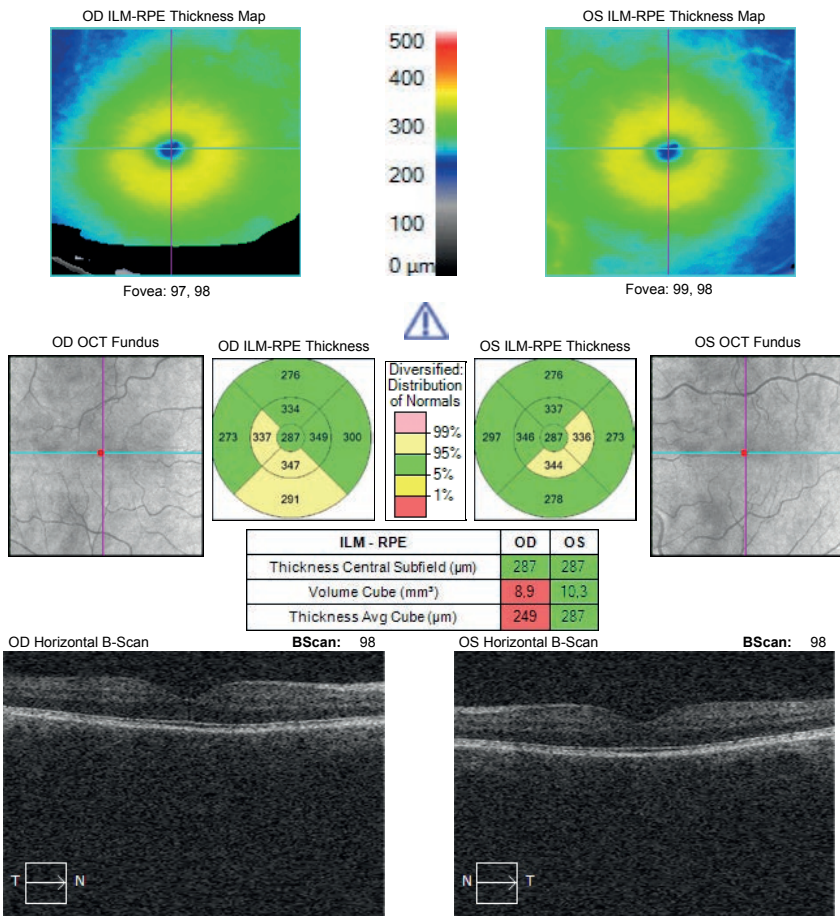 OD ILM-RPE Thickness Map
OS ILM-RPE Thickness Map
500
400
300
200
100
0 µm
Fovea: 97, 98
Fovea: 99, 98
OD OCT Fundus
OD ILM-RPE Thickness
276
334
273 337 287 349 300
347
291
Diversified:
Distribution
of Normals
99%
95%
5%
1%
OS ILM-RPE Thickness
276
337
297 346 287 336 273
344
278
OS OCT Fundus
ILM - RPE OD OS
Thickness Central Subfield (µm) 287 287
Volume Cube (mm³) 8,9 10,3
Thickness Avg Cube (µm) 249 287
OD Horizontal B-Scan BScan: 98
OS Horizontal B-Scan BScan: 98
T N
N T